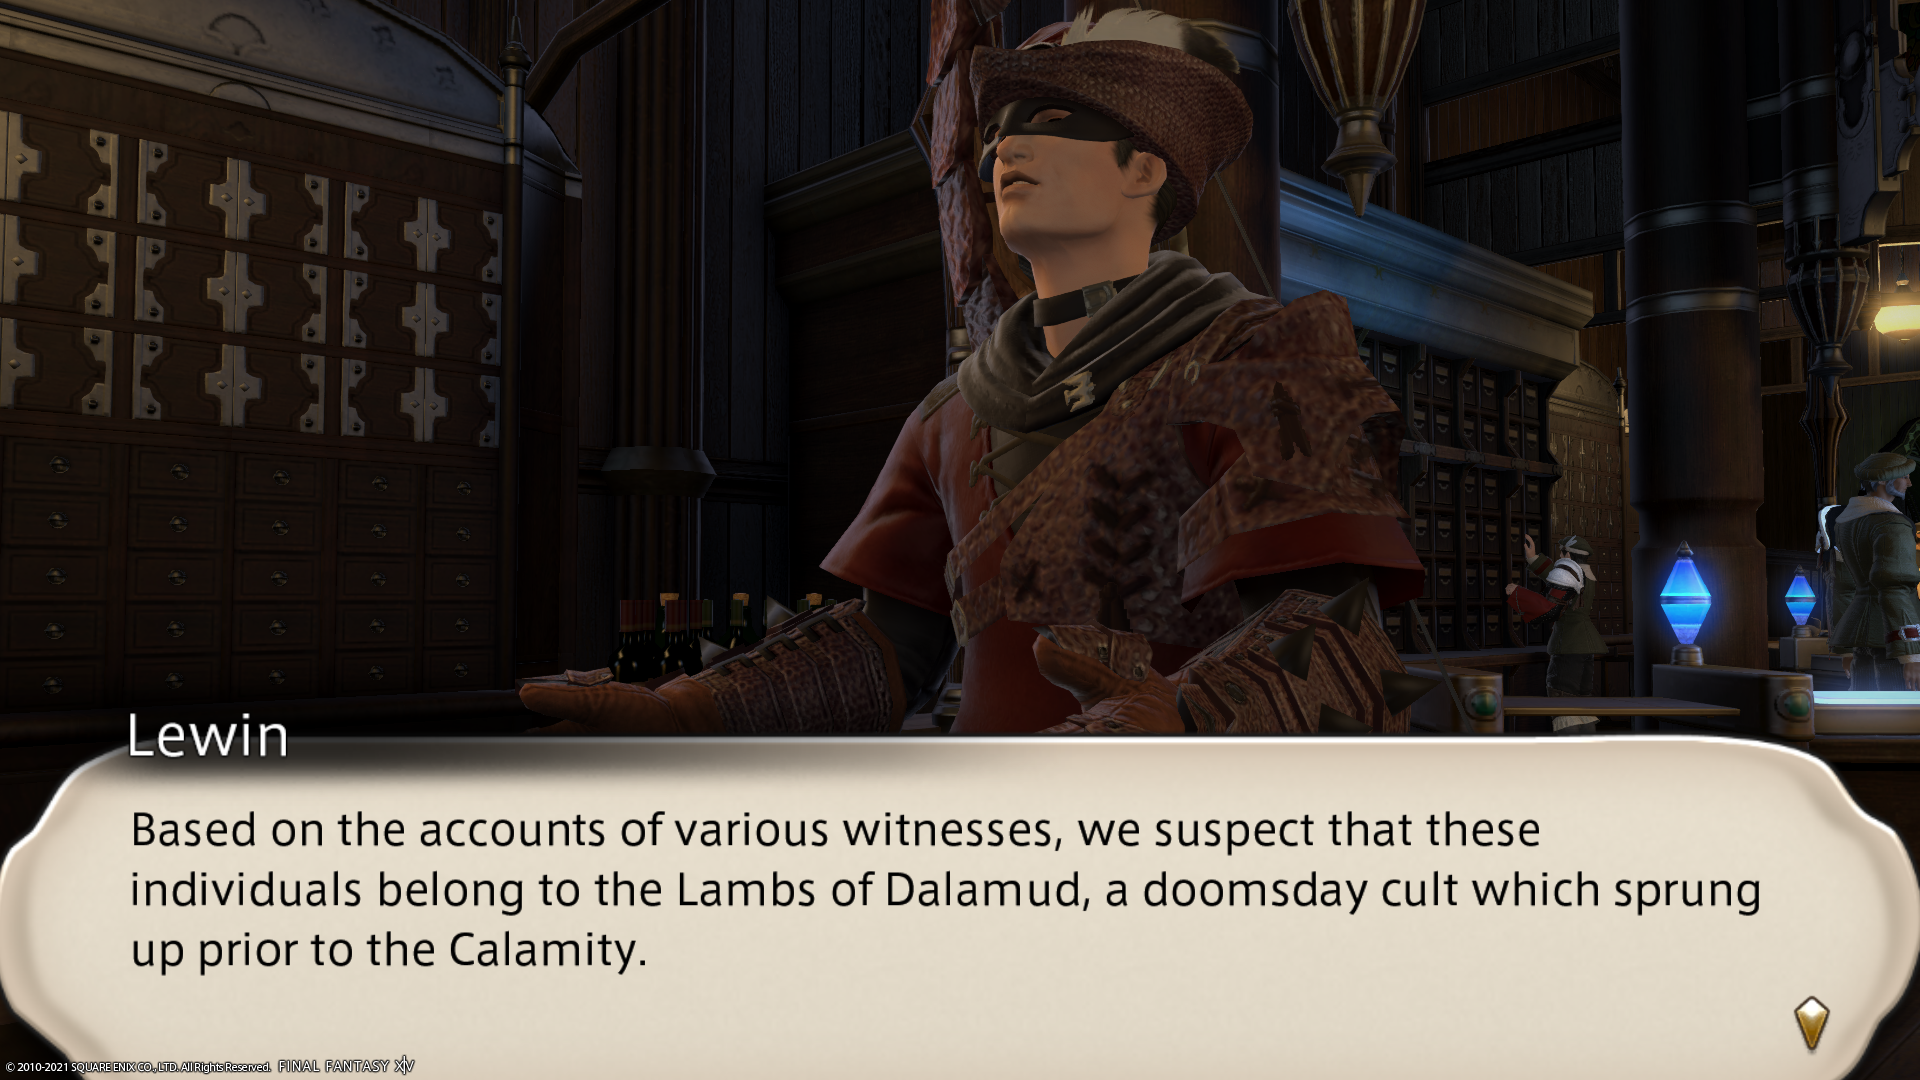 Lewin
Based on the accounts of various witnesses, we suspect that these
individuals belong to the Lambs of Dalamud, a doomsday cult which sprung
up prior to the Calamity.
© 2010-2021 SQUARE ENIX CO., LTD. All Rights Reserved. FINAL FANTASY XIV